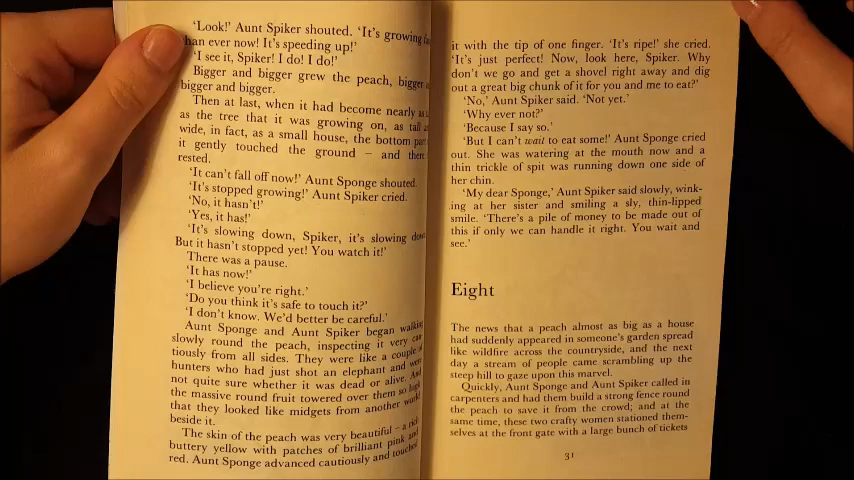 'Look!' Aunt Spiker shouted. 'It's growing
than ever now! It's speeding up!'
'I see it, Spiker! I do! I do!'
Bigger and bigger grew the peach, bigger
bigger and bigger.
Then at last, when it had become nearly as
as the tree that it was growing on, as tall
wide, in fact, as a small house, the bottom part
it gently touched the ground – and there
rested.
'It can't fall off now!' Aunt Sponge shouted.
'It's stopped growing!' Aunt Spiker cried.
'No, it hasn't!'
'Yes, it has!'
'It's slowing down, Spiker, it's slowing down
But it hasn't stopped yet! You watch it!'
There was a pause.
'It has now!'
'I believe you're right.'
'Do you think it's safe to touch it?'
'I don't know. We'd better be careful.'
Aunt Sponge and Aunt Spiker began walking
slowly round the peach, inspecting it very cau
tiously from all sides. They were like a couple
hunters who had just shot an elephant and were
not quite sure whether it was dead or alive. And
the massive round fruit towered over them so high
that they looked like midgets from another world
beside it.
The skin of the peach was very beautiful – a rich
buttery yellow with patches of brilliant pink and
red. Aunt Sponge advanced cautiously and touched
it with the tip of one finger. 'It's ripe!' she cried.
'It's just perfect! Now, look here, Spiker. Why
don't we go and get a shovel right away and dig
out a great big chunk of it for you and me to eat?'
'No,' Aunt Spiker said. 'Not yet.'
'Why ever not?'
'Because I say so.'
'But I can't wait to eat some!' Aunt Sponge cried
out. She was watering at the mouth now and a
thin trickle of spit was running down one side of
her chin.
'My dear Sponge,' Aunt Spiker said slowly, wink-
ing at her sister and smiling a sly, thin-lipped
smile. 'There's a pile of money to be made out of
this if only we can handle it right. You wait and
see.'
Eight
The news that a peach almost as big as a house
had suddenly appeared in someone's garden spread
like wildfire across the countryside, and the next
day a stream of people came scrambling up the
steep hill to gaze upon this marvel.
Quickly, Aunt Sponge and Aunt Spiker called in
carpenters and had them build a strong fence round
the peach to save it from the crowd; and at the
same time, these two crafty women stationed them-
selves at the front gate with a large bunch of tickets
31